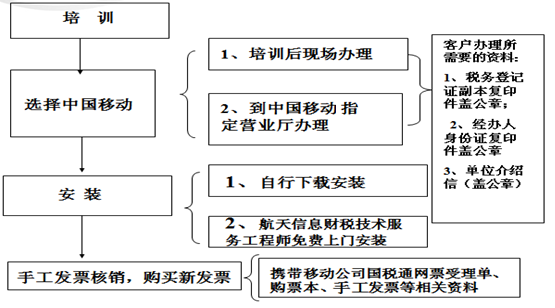 培 训
选择中国移动
1、培训后现场办理
2、到中国移动 指
定营业厅办理
客户办理所
需要的资料：
1、税务登记
证副本复印
件盖公章；
2、经办人
身份证复印
件盖公章
3、单位介绍
信（盖公章）
安 装
1、自行下载安装
2、航天信息财税技术服
务工程师免费上门安装
手工发票核销，购买新发票
携带移动公司国税通网票受理单、
购票本、手工发票等相关资料